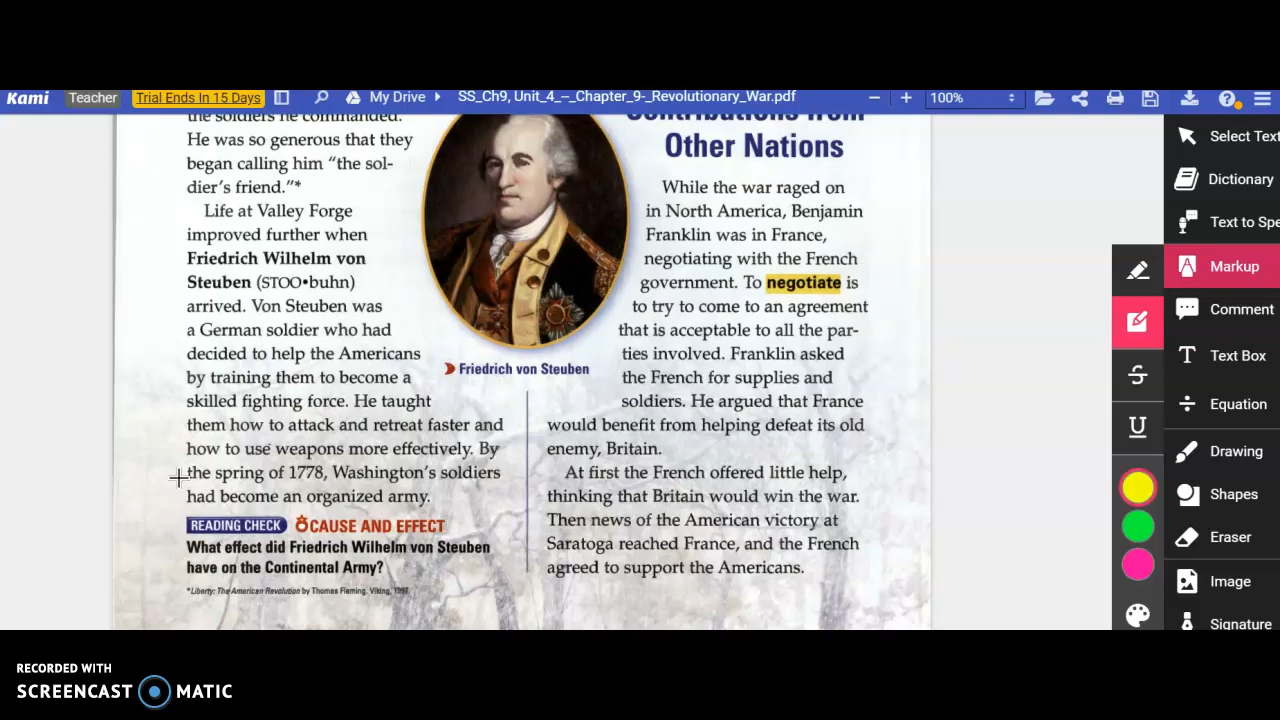 Kami Teacher Trial Ends In 15 Days My Drive SS_Ch9, Unit_4_--_Chapter_9-_Revolutionary_War.pdf 100%
the soldiers he commanded.
He was so generous that they
began calling him “the sol-
dier’s friend.”*
Life at Valley Forge
improved further when
Friedrich Wilhelm von
Steuben (STOO•buhn)
arrived. Von Steuben was
a German soldier who had
decided to help the Americans
by training them to become a
skilled fighting force. He taught
them how to attack and retreat faster and
how to use weapons more effectively. By
the spring of 1778, Washington’s soldiers
had become an organized army.
READING CHECK CAUSE AND EFFECT
What effect did Friedrich Wilhelm von Steuben
have on the Continental Army?
*Liberty: The American Revolution by Thomas Fleming. Viking, 1997.
Friedrich von Steuben
Contributions from
Other Nations
While the war raged on
in North America, Benjamin
Franklin was in France,
negotiating with the French
government. To negotiate is
to try to come to an agreement
that is acceptable to all the par-
ties involved. Franklin asked
the French for supplies and
soldiers. He argued that France
would benefit from helping defeat its old
enemy, Britain.
At first the French offered little help,
thinking that Britain would win the war.
Then news of the American victory at
Saratoga reached France, and the French
agreed to support the Americans.
Select Text
Dictionary
Text to Spe
Markup
Comment
Text Box
Equation
Drawing
Shapes
Eraser
Image
Signature
RECORDED WITH
SCREENCAST MATIC